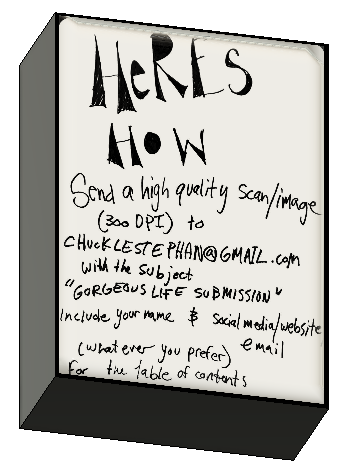 HeRES
HOW
Send a high quality scan/image
(300 DPI) to
CHUCKLESTEPHAN@GMAIL.com
with the subject
"GORGEOUS LIFE SUBMISSION"
include your name & social media/website
email
(whatever you prefer)
For the table of contents